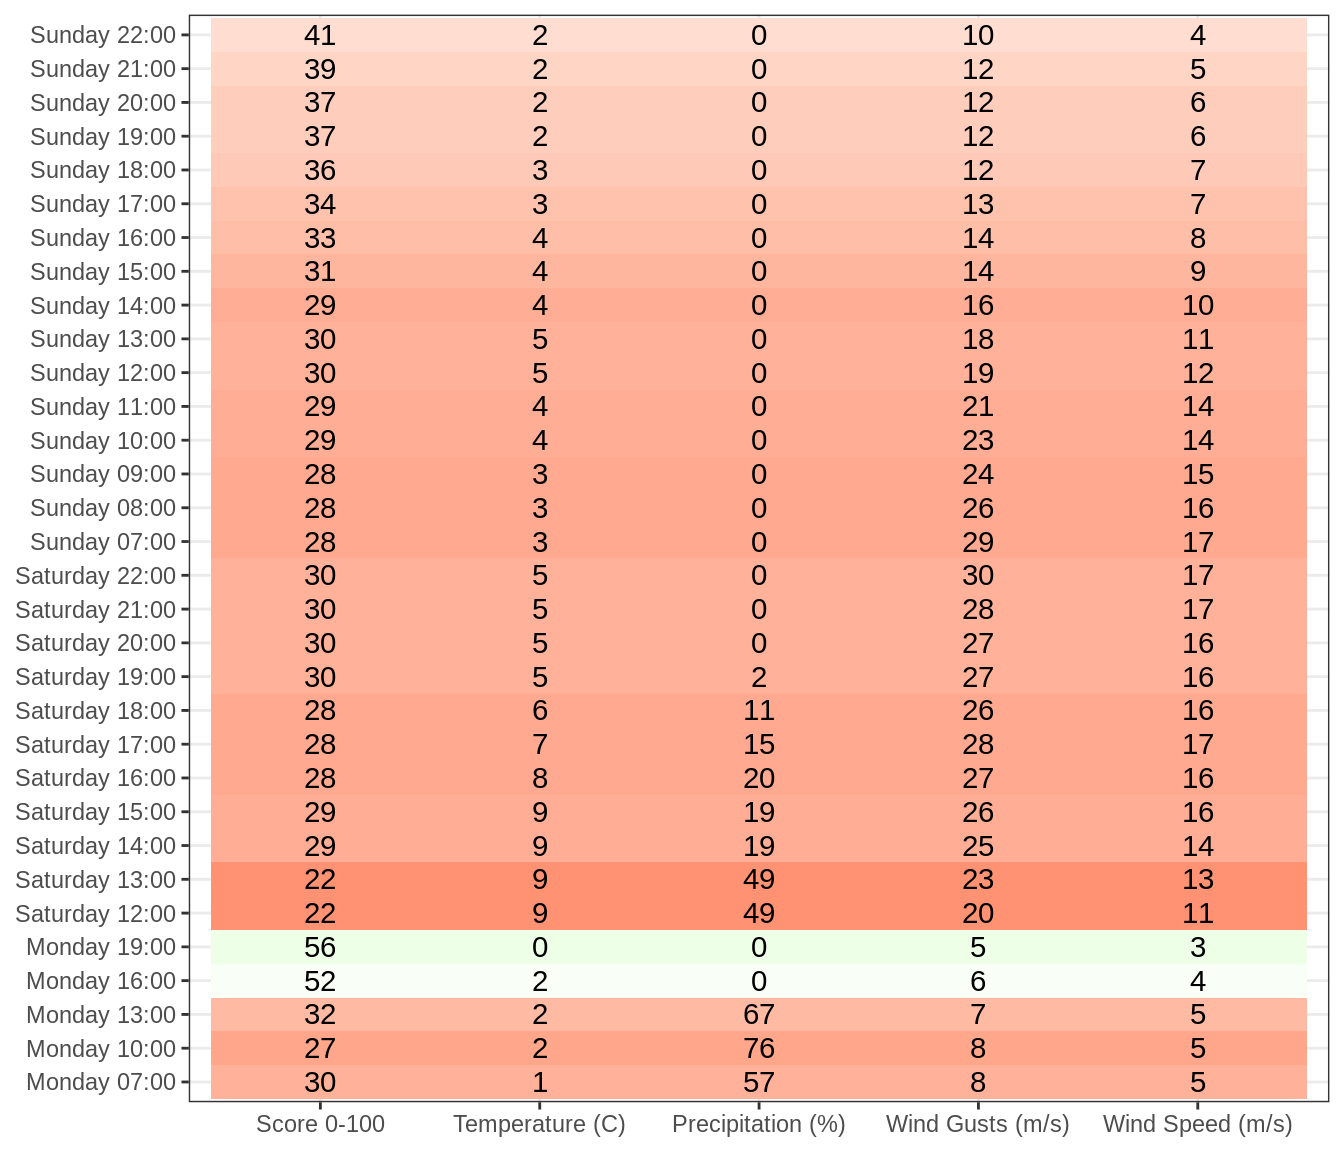 Sunday 22:00 41 2 0 10 4
Sunday 21:00 39 2 0 12 5
Sunday 20:00 37 2 0 12 6
Sunday 19:00 37 2 0 12 6
Sunday 18:00 36 3 0 12 7
Sunday 17:00 34 3 0 13 7
Sunday 16:00 33 4 0 14 8
Sunday 15:00 31 4 0 14 9
Sunday 14:00 29 4 0 16 10
Sunday 13:00 30 5 0 18 11
Sunday 12:00 30 5 0 19 12
Sunday 11:00 29 4 0 21 14
Sunday 10:00 29 4 0 23 14
Sunday 09:00 28 3 0 24 15
Sunday 08:00 28 3 0 26 16
Sunday 07:00 28 3 0 29 17
Saturday 22:00 30 5 0 30 17
Saturday 21:00 30 5 0 28 17
Saturday 20:00 30 5 0 27 16
Saturday 19:00 30 5 2 27 16
Saturday 18:00 28 6 11 26 16
Saturday 17:00 28 7 15 28 17
Saturday 16:00 28 8 20 27 16
Saturday 15:00 29 9 19 26 16
Saturday 14:00 29 9 19 25 14
Saturday 13:00 22 9 49 23 13
Saturday 12:00 22 9 49 20 11
Monday 19:00 56 0 0 5 3
Monday 16:00 52 2 0 6 4
Monday 13:00 32 2 67 7 5
Monday 10:00 27 2 76 8 5
Monday 07:00 30 1 57 8 5
Score 0-100 Temperature (C) Precipitation (%) Wind Gusts (m/s) Wind Speed (m/s)